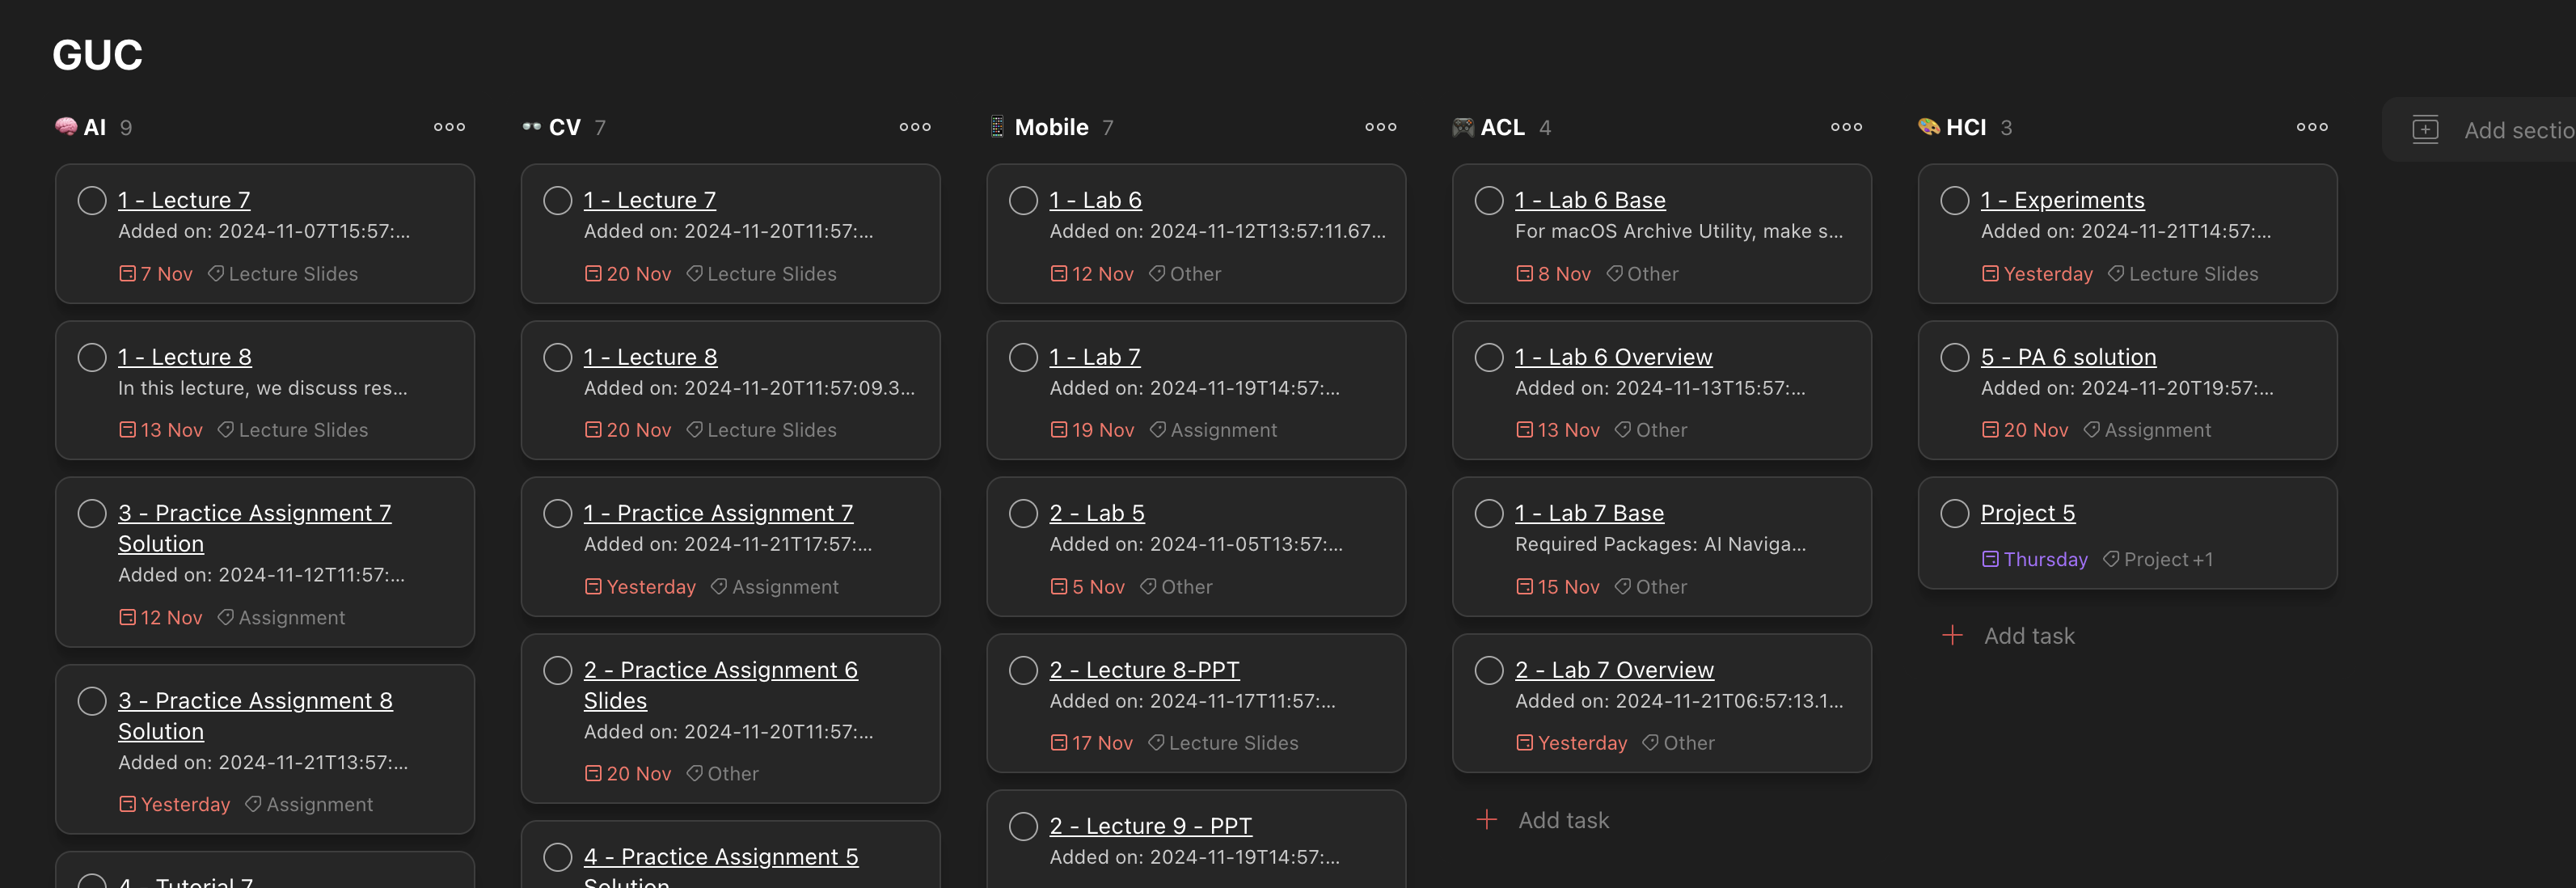 GUC
🧠 AI 9
1 - Lecture 7
Added on: 2024-11-07T15:57:...
7 Nov Lecture Slides
1 - Lecture 8
In this lecture, we discuss res...
13 Nov Lecture Slides
3 - Practice Assignment 7
Solution
Added on: 2024-11-12T11:57:...
12 Nov Assignment
3 - Practice Assignment 8
Solution
Added on: 2024-11-21T13:57:...
Yesterday Assignment
4 - Tutorial 7
🕶️ CV 7
1 - Lecture 7
Added on: 2024-11-20T11:57:...
20 Nov Lecture Slides
1 - Lecture 8
Added on: 2024-11-20T11:57:09.3...
20 Nov Lecture Slides
1 - Practice Assignment 7
Added on: 2024-11-21T17:57:...
Yesterday Assignment
2 - Practice Assignment 6
Slides
Added on: 2024-11-20T11:57:...
20 Nov Other
4 - Practice Assignment 5
Solution
📱 Mobile 7
1 - Lab 6
Added on: 2024-11-12T13:57:11.67...
12 Nov Other
1 - Lab 7
Added on: 2024-11-19T14:57:...
19 Nov Assignment
2 - Lab 5
Added on: 2024-11-05T13:57:...
5 Nov Other
2 - Lecture 8-PPT
Added on: 2024-11-17T11:57:...
17 Nov Lecture Slides
2 - Lecture 9 - PPT
Added on: 2024-11-19T14:57:...
🎮 ACL 4
1 - Lab 6 Base
For macOS Archive Utility, make s...
8 Nov Other
1 - Lab 6 Overview
Added on: 2024-11-13T15:57:...
13 Nov Other
1 - Lab 7 Base
Required Packages: AI Naviga...
15 Nov Other
2 - Lab 7 Overview
Added on: 2024-11-21T06:57:13.1...
Yesterday Other
Add task
🎨 HCI 3
1 - Experiments
Added on: 2024-11-21T14:57:...
Yesterday Lecture Slides
5 - PA 6 solution
Added on: 2024-11-20T19:57:...
20 Nov Assignment
Project 5
Thursday Project +1
Add task
Add sectio